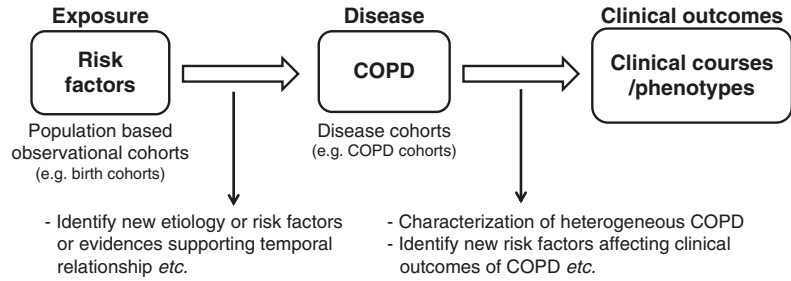 Exposure
Disease
Clinical outcomes
Risk
factors
COPD
Clinical courses
/phenotypes
Population based
observational cohorts
(e.g. birth cohorts)
Disease cohorts
(e.g. COPD cohorts)
- Identify new etiology or risk factors
or evidences supporting temporal
relationship etc.
- Characterization of heterogeneous COPD
- Identify new risk factors affecting clinical
outcomes of COPD etc.